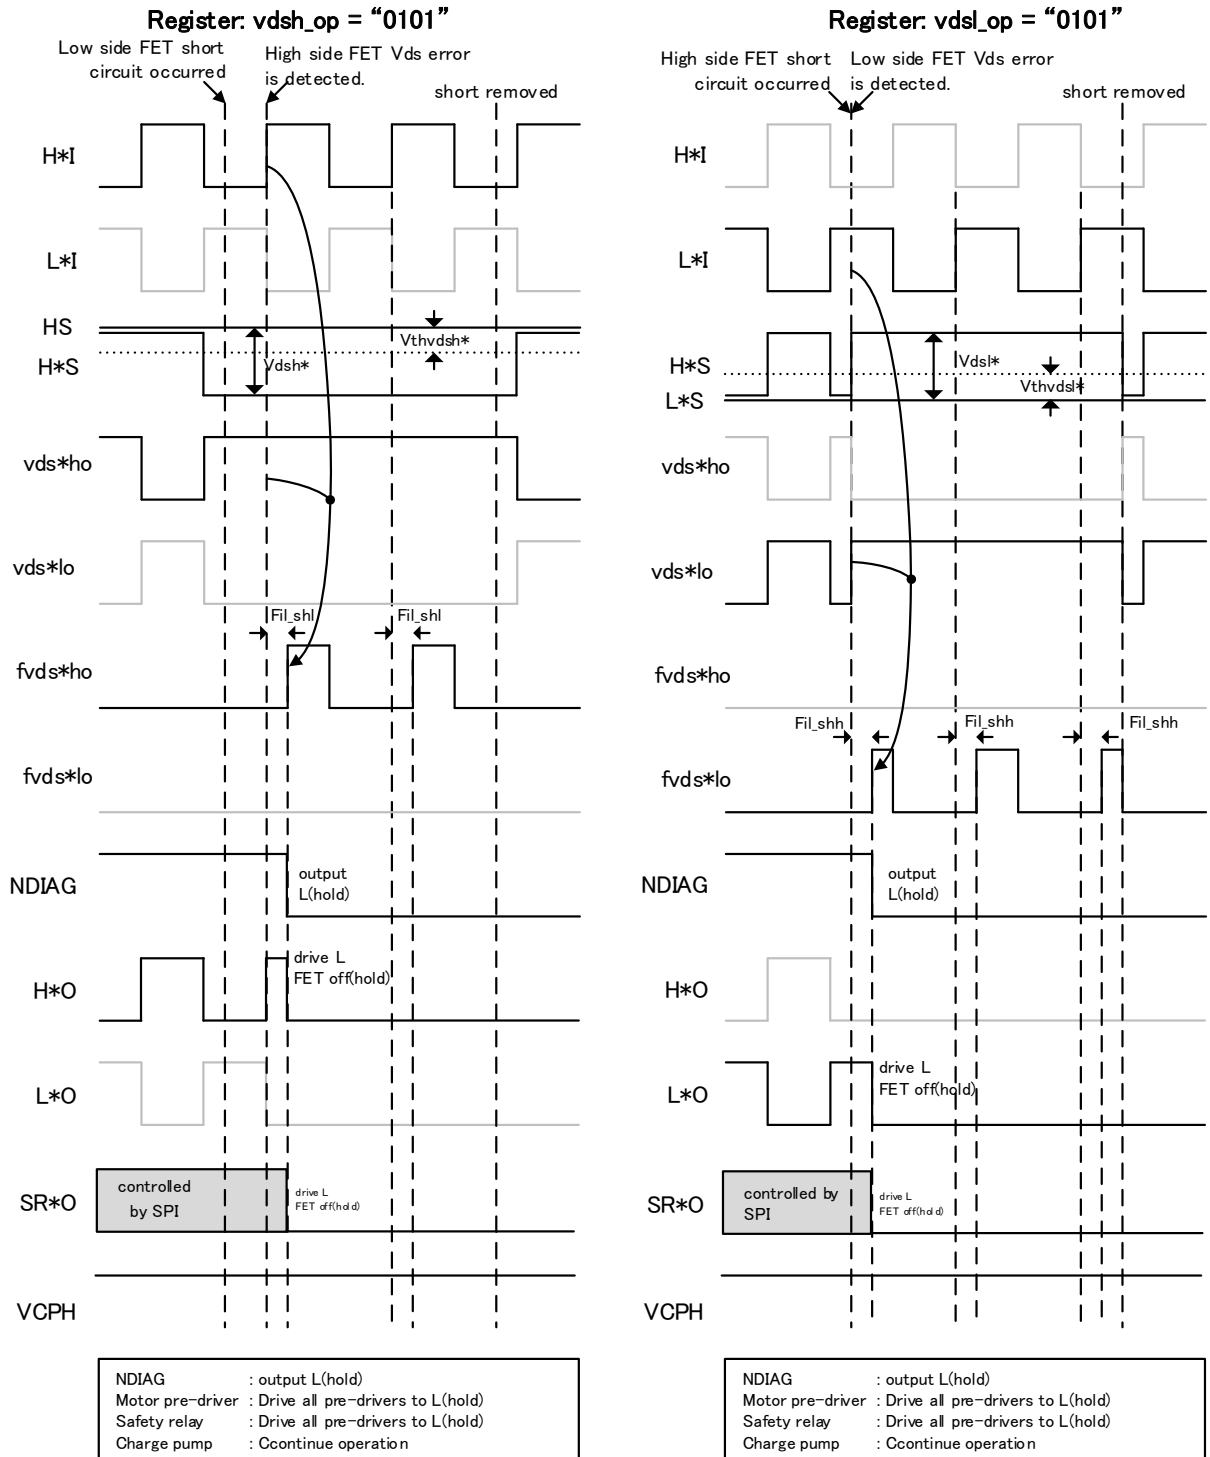 Register: vdsh_op = “0101”
Low side FET short
circuit occurred
High side FET Vds error
is detected.
short removed
H*I
L*I
HS
Vthvdsh*
H*S
Vdsh*
vds*ho
vds*lo
Fil_shl
Fil_shl
fvds*ho
fvds*lo
NDIAG
output
L(hold)
H*O
drive L
FET off(hold)
L*O
SR*O
controlled
by SPI
drive L
FET off(hold)
VCPH
NDIAG : output L(hold)
Motor pre-driver : Drive all pre-drivers to L(hold)
Safety relay : Drive all pre-drivers to L(hold)
Charge pump : Ccontinue operation
Register: vdsl_op = “0101”
High side FET short
circuit occurred
Low side FET Vds error
is detected.
short removed
H*I
L*I
H*S
Vdsl*
Vthvdsl*
L*S
vds*ho
vds*lo
fvds*ho
Fil_shh
Fil_shh
Fil_shh
fvds*lo
NDIAG
output
L(hold)
H*O
L*O
drive L
FET off(hold)
SR*O
controlled by
SPI
drive L
FET off(hold)
VCPH
NDIAG : output L(hold)
Motor pre-driver : Drive all pre-drivers to L(hold)
Safety relay : Drive all pre-drivers to L(hold)
Charge pump : Ccontinue operation